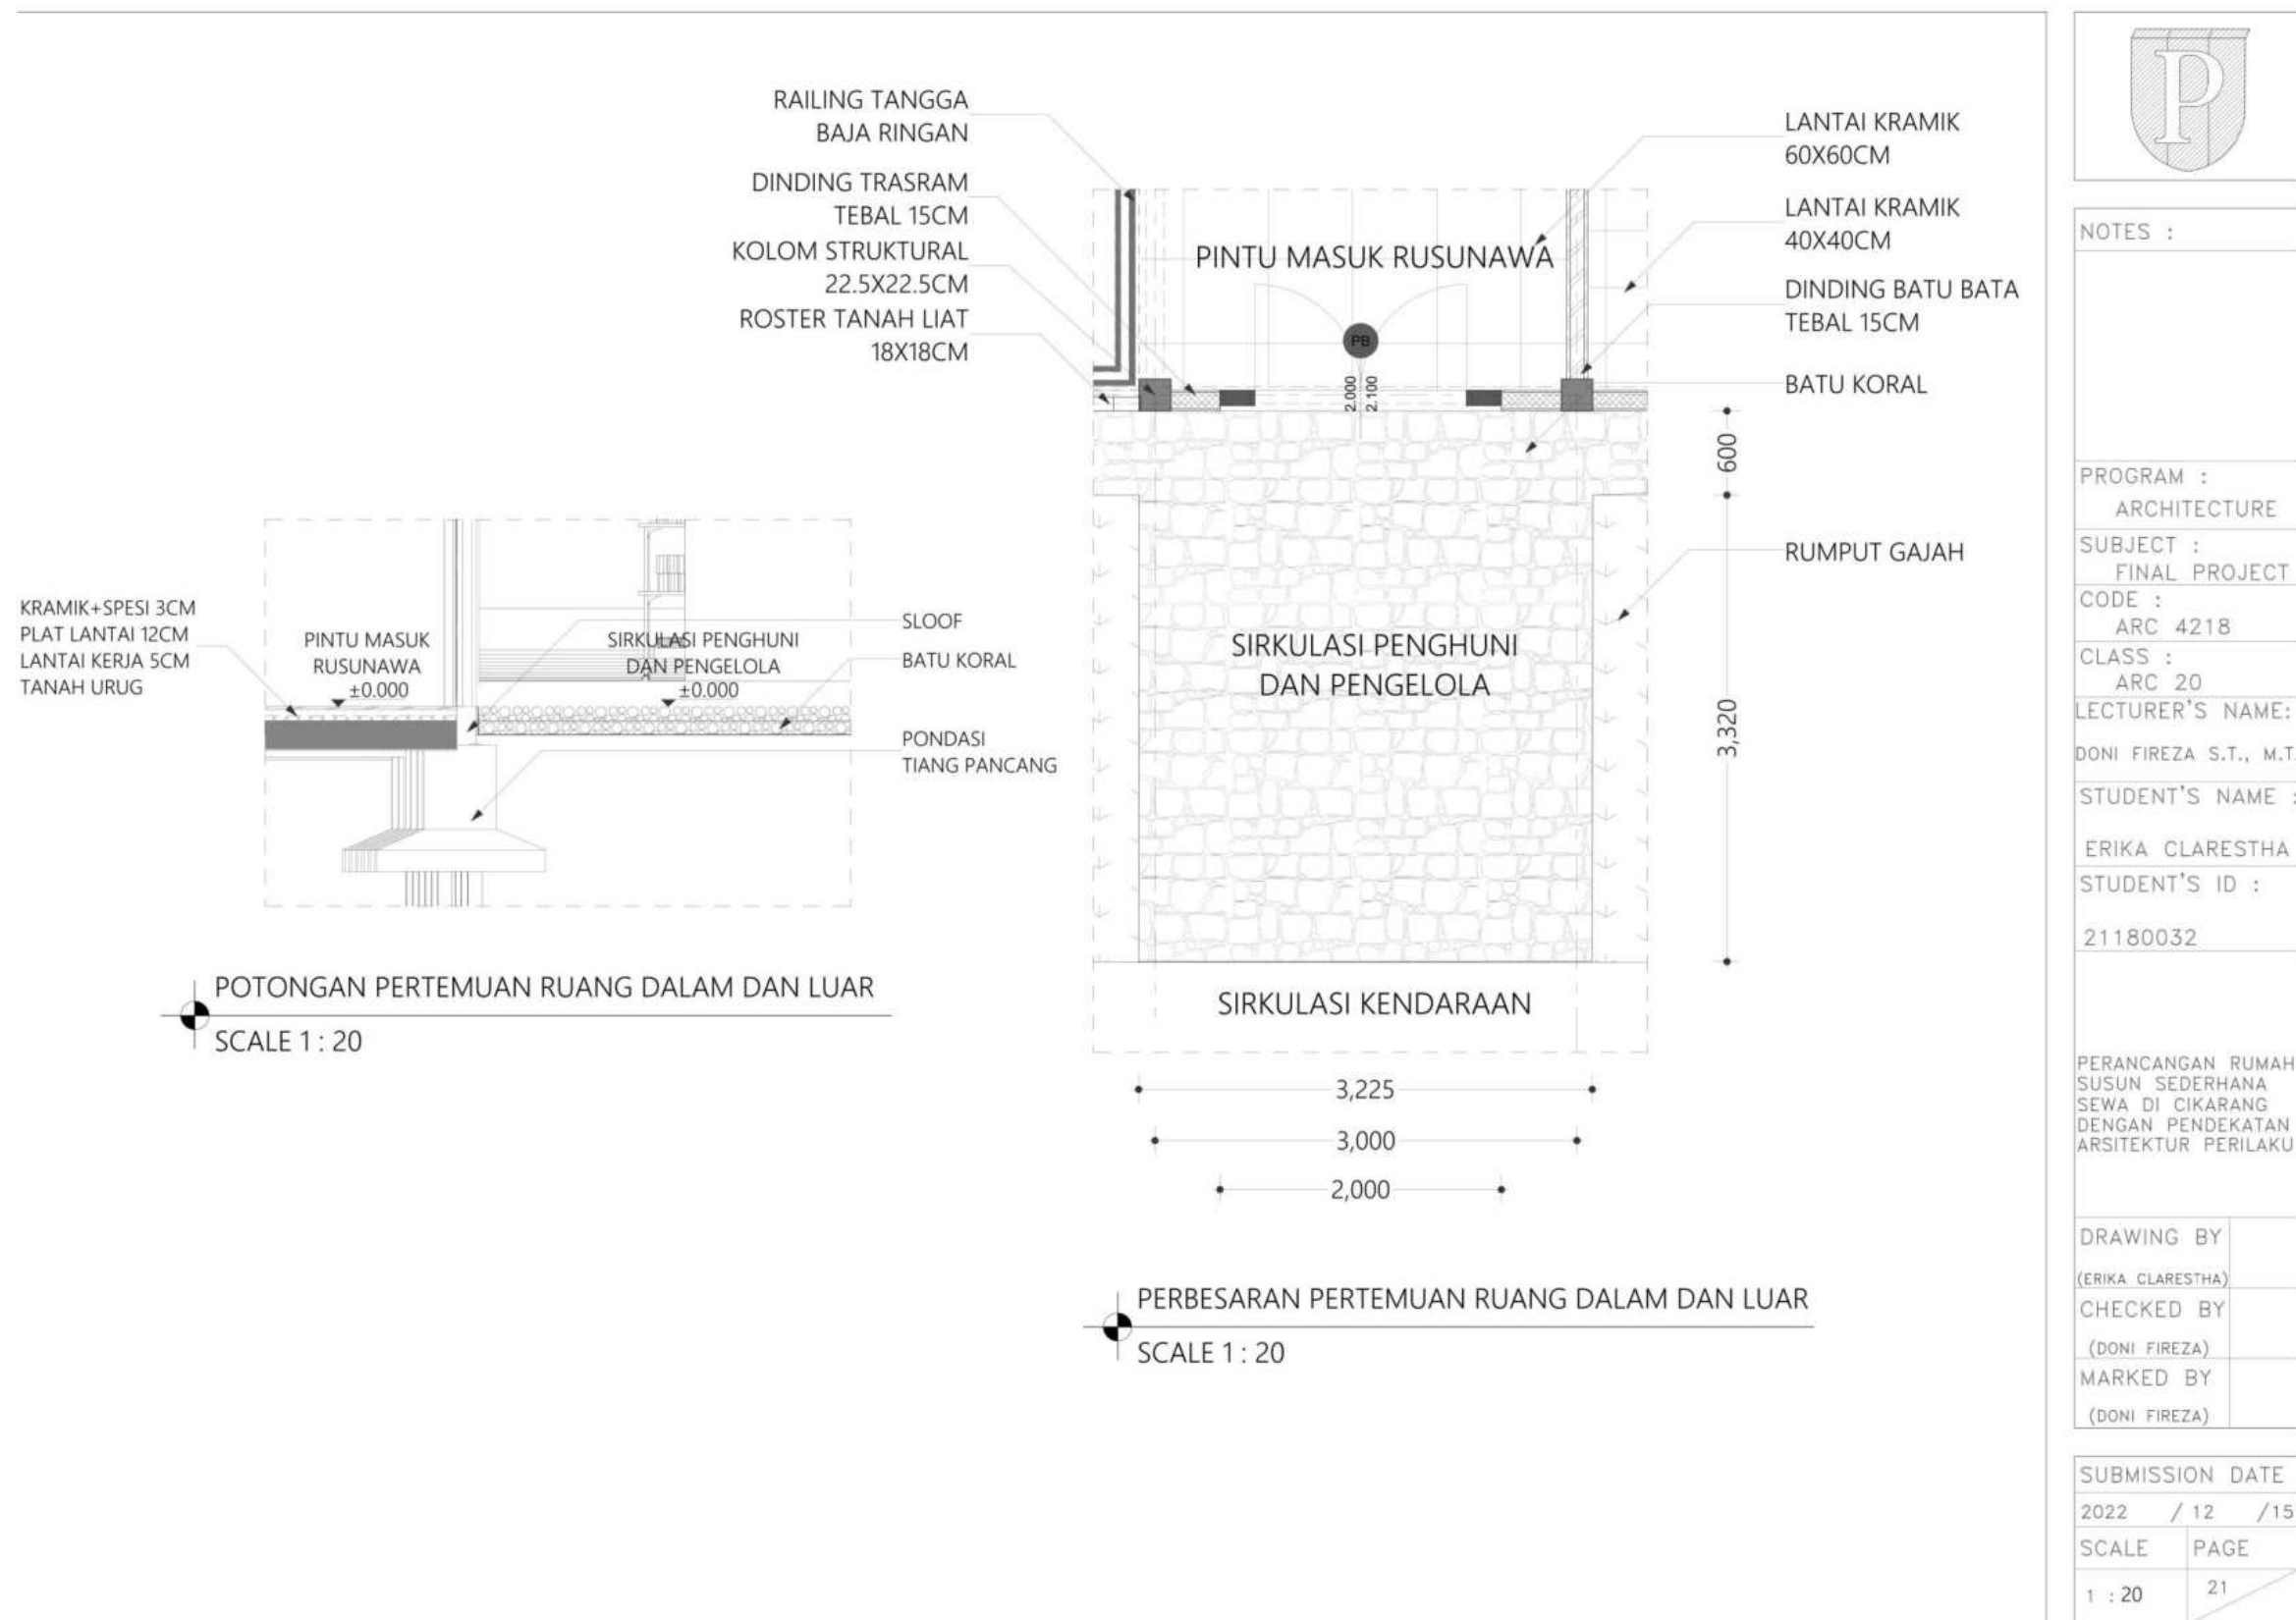 RAILING TANGGA
BAJA RINGAN
DINDING TRASRAM
TEBAL 15CM
KOLOM STRUKTURAL
22.5X22.5CM
ROSTER TANAH LIAT
18X18CM
LANTAI KRAMIK
60X60CM
LANTAI KRAMIK
40X40CM
DINDING BATU BATA
TEBAL 15CM
BATU KORAL
RUMPUT GAJAH
PINTU MASUK RUSUNAWA
PB
2.000
2.100
600
3,320
SIRKULASI PENGHUNI
DAN PENGELOLA
SIRKULASI KENDARAAN
3,225
3,000
2,000
PERBESARAN PERTEMUAN RUANG DALAM DAN LUAR
SCALE 1 : 20
KRAMIK+SPESI 3CM
PLAT LANTAI 12CM
LANTAI KERJA 5CM
TANAH URUG
PINTU MASUK
RUSUNAWA
±0.000
SIRKULASI PENGHUNI
DAN PENGELOLA
±0.000
SLOOF
BATU KORAL
PONDASI
TIANG PANCANG
POTONGAN PERTEMUAN RUANG DALAM DAN LUAR
SCALE 1 : 20
P
NOTES :
PROGRAM :
ARCHITECTURE
SUBJECT :
FINAL PROJECT
CODE :
ARC 4218
CLASS :
ARC 20
LECTURER'S NAME:
DONI FIREZA S.T., M.T.
STUDENT'S NAME :
ERIKA CLARESTHA
STUDENT'S ID :
21180032
PERANCANGAN RUMAH
SUSUN SEDERHANA
SEWA DI CIKARANG
DENGAN PENDEKATAN
ARSITEKTUR PERILAKU
DRAWING BY
(ERIKA CLARESTHA)
CHECKED BY
(DONI FIREZA)
MARKED BY
(DONI FIREZA)
SUBMISSION DATE
2022 / 12 /15
SCALE PAGE
1 : 20 21